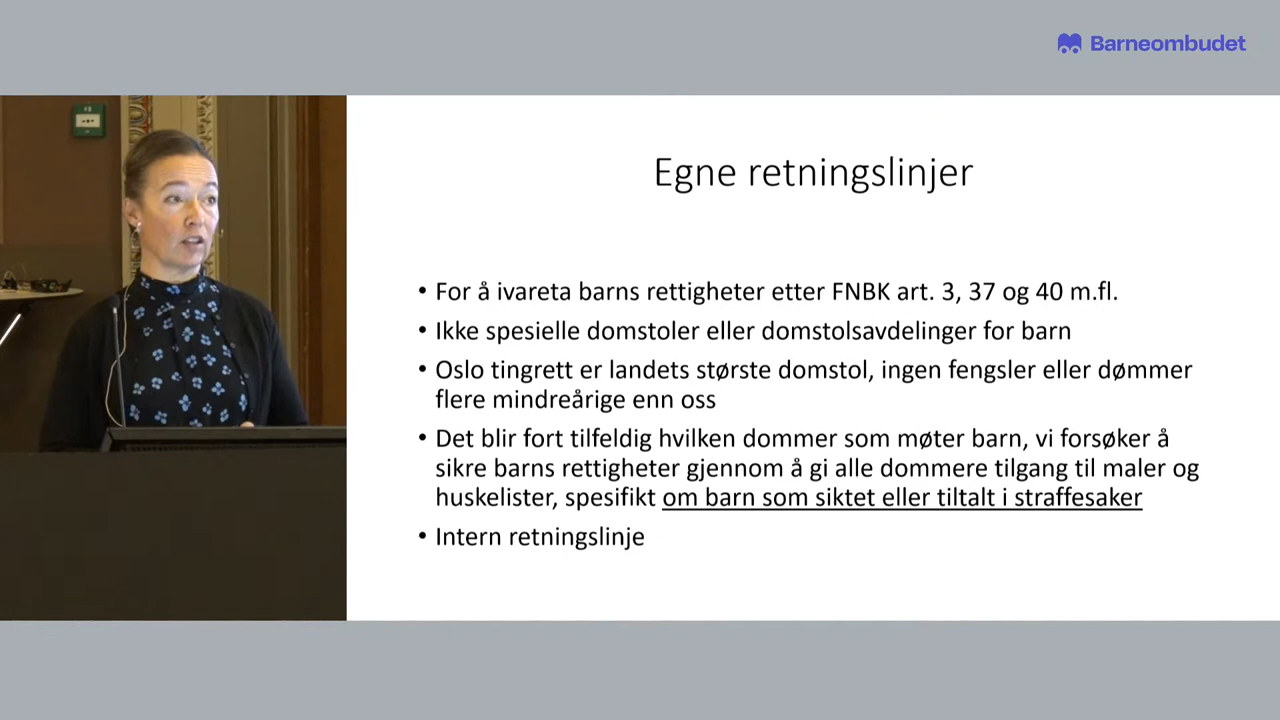 Barneombudet
Egne retningslinjer
• For å ivareta barns rettigheter etter FNBK art. 3, 37 og 40 m.fl.
• Ikke spesielle domstoler eller domstolsavdelinger for barn
• Oslo tingrett er landets største domstol, ingen fengsler eller dømmer
flere mindreårige enn oss
• Det blir fort tilfeldig hvilken dommer som møter barn, vi forsøker å
sikre barns rettigheter gjennom å gi alle dommere tilgang til maler og
huskelister, spesifikt om barn som siktet eller tiltalt i straffesaker
• Intern retningslinje